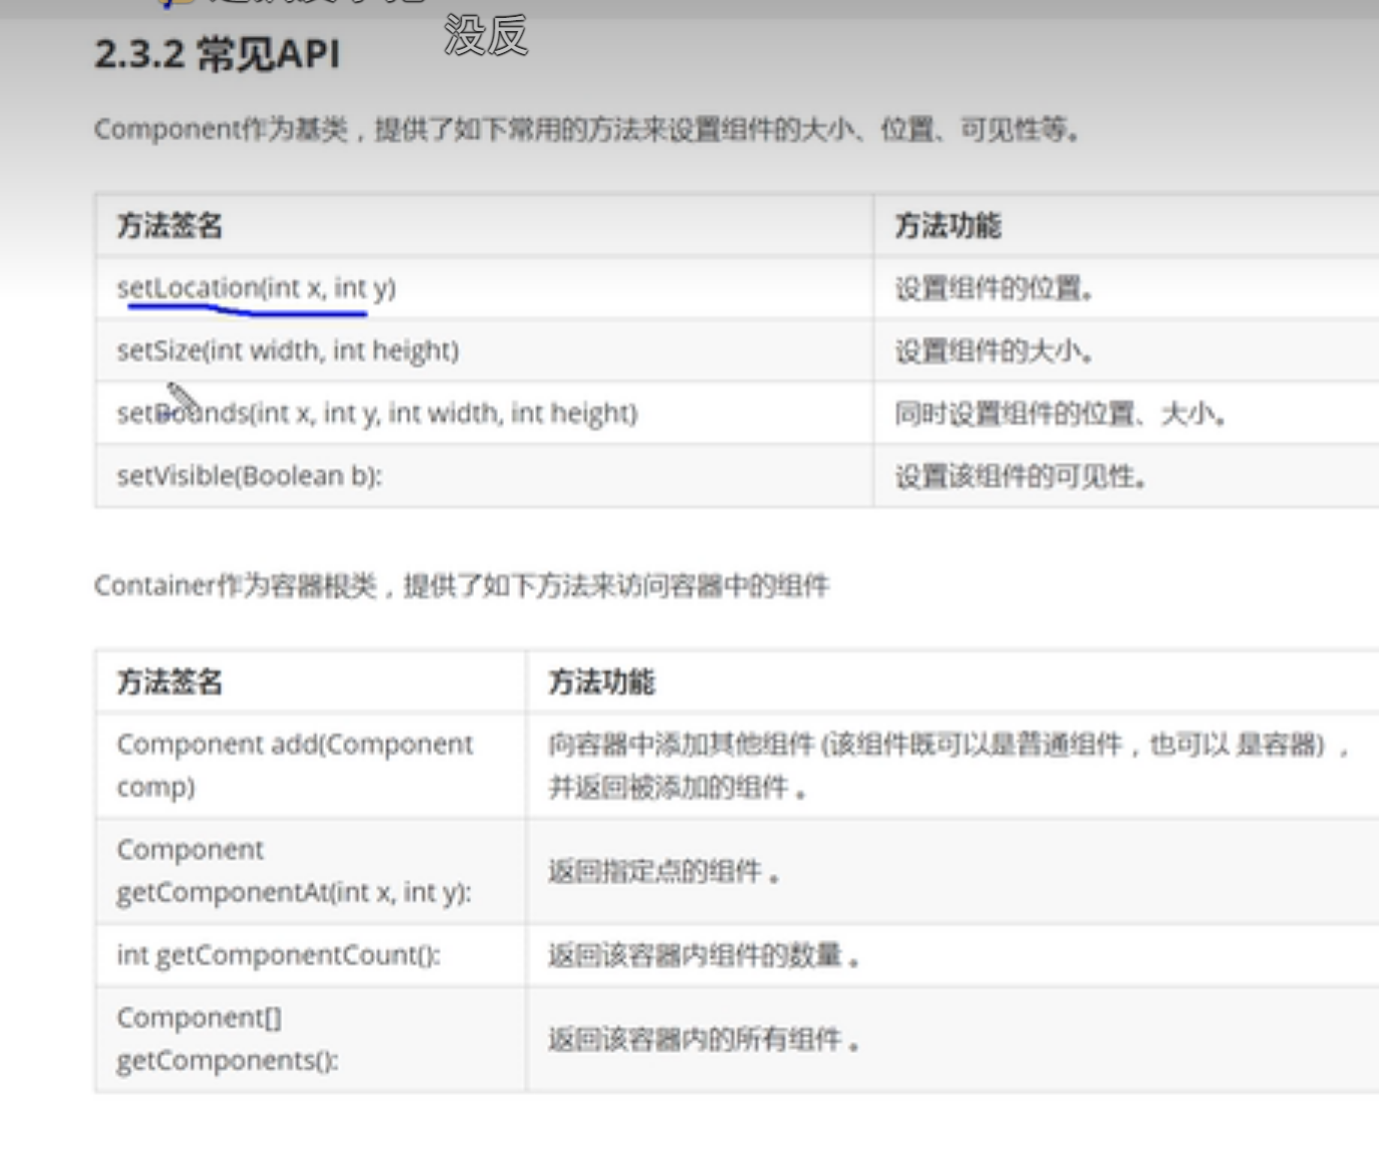 没反
2.3.2 常见API
Component作为基类，提供了如下常用的方法来设置组件的大小、位置、可见性等。
方法签名 方法功能
setLocation(int x, int y) 设置组件的位置。
setSize(int width, int height) 设置组件的大小。
setBounds(int x, int y, int width, int height) 同时设置组件的位置、大小。
setVisible(Boolean b): 设置该组件的可见性。
Container作为容器根类，提供了如下方法来访问容器中的组件
方法签名 方法功能
Component add(Component 向容器中添加其他组件 (该组件既可以是普通组件，也可以 是容器) ，
comp) 并返回被添加的组件 。
Component
getComponentAt(int x, int y): 返回指定点的组件 。
int getComponentCount(): 返回该容器内组件的数量 。
Component[]
getComponents(): 返回该容器内的所有组件 。